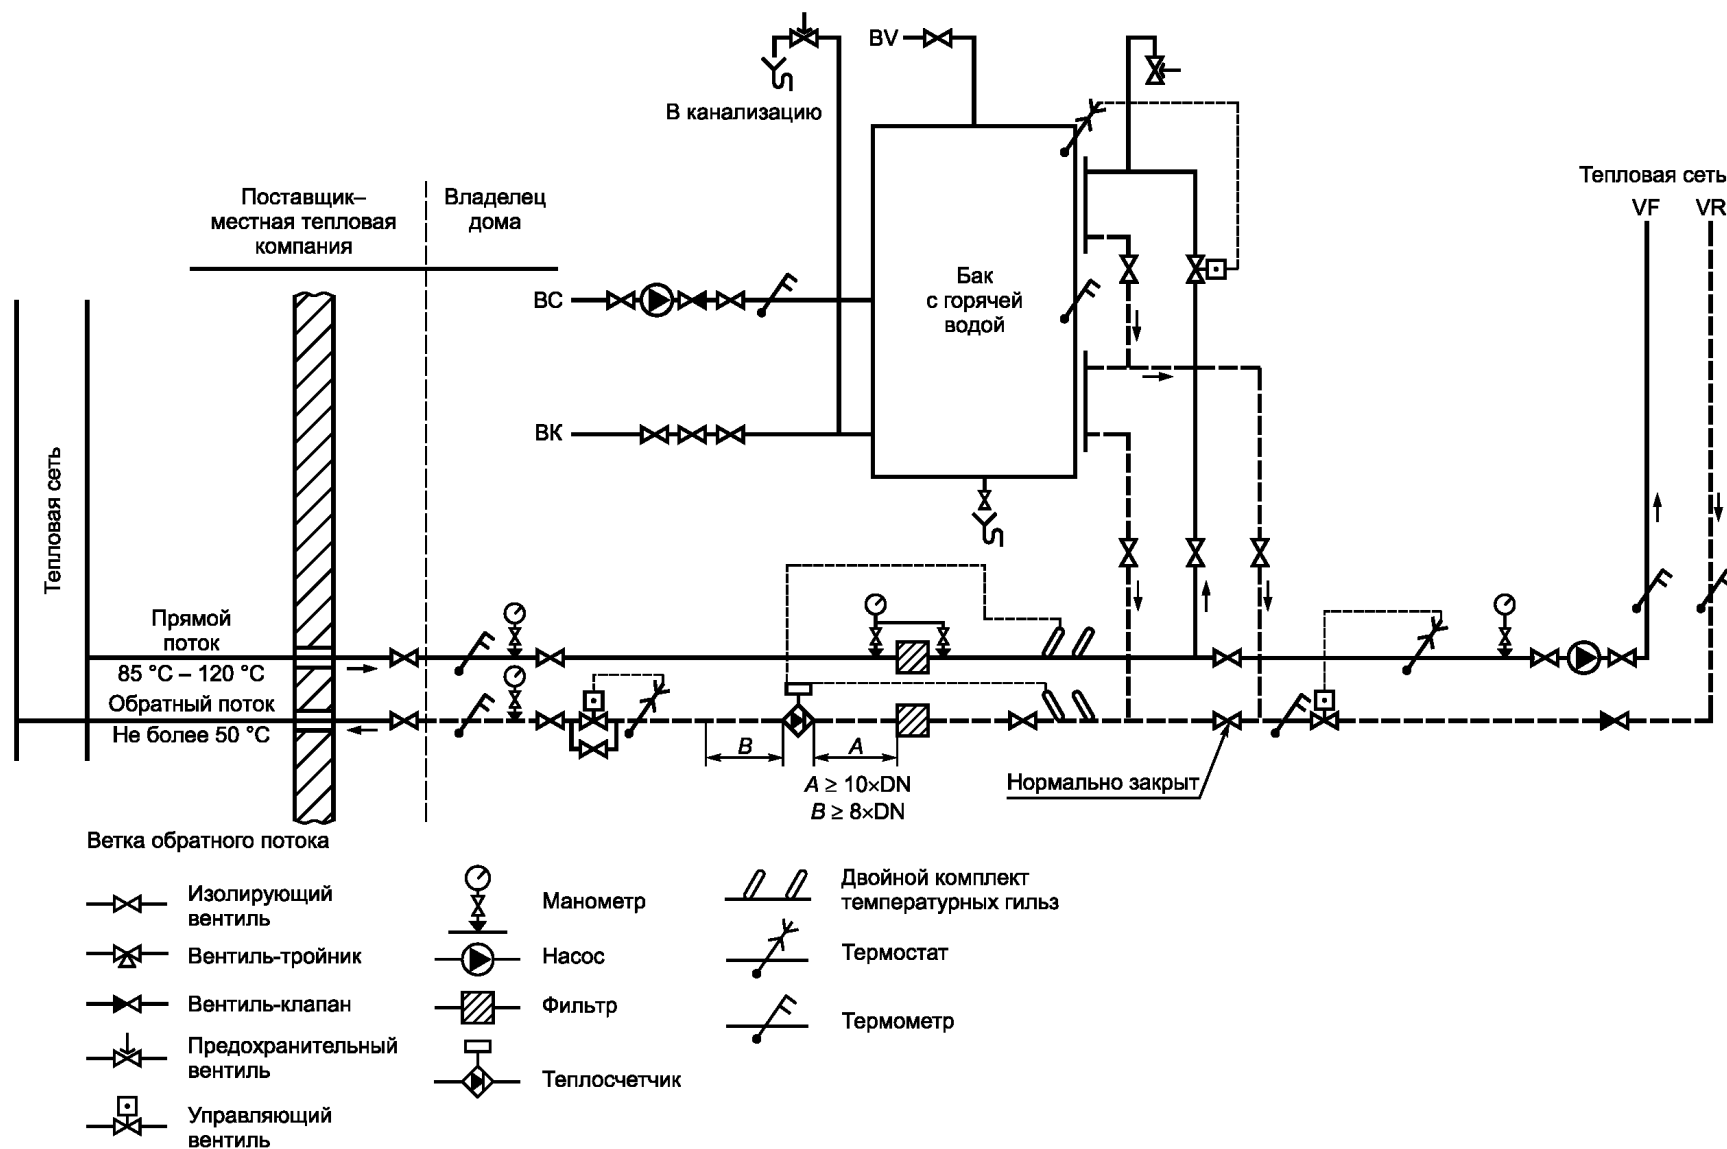 BV
В канализацию
Поставщик–
местная тепловая
компания
Владелец
дома
Тепловая сеть
VF
VR
Бак
с горячей
водой
ВС
ВК
Тепловая сеть
Прямой
поток
85 °С – 120 °С
Обратный поток
Не более 50 °С
B
A
A ≥ 10×DN
B ≥ 8×DN
Нормально закрыт
Ветка обратного потока
Изолирующий
вентиль
Вентиль-тройник
Вентиль-клапан
Предохранительный
вентиль
Управляющий
вентиль
Манометр
Насос
Фильтр
Теплосчетчик
Двойной комплект
температурных гильз
Термостат
Термометр